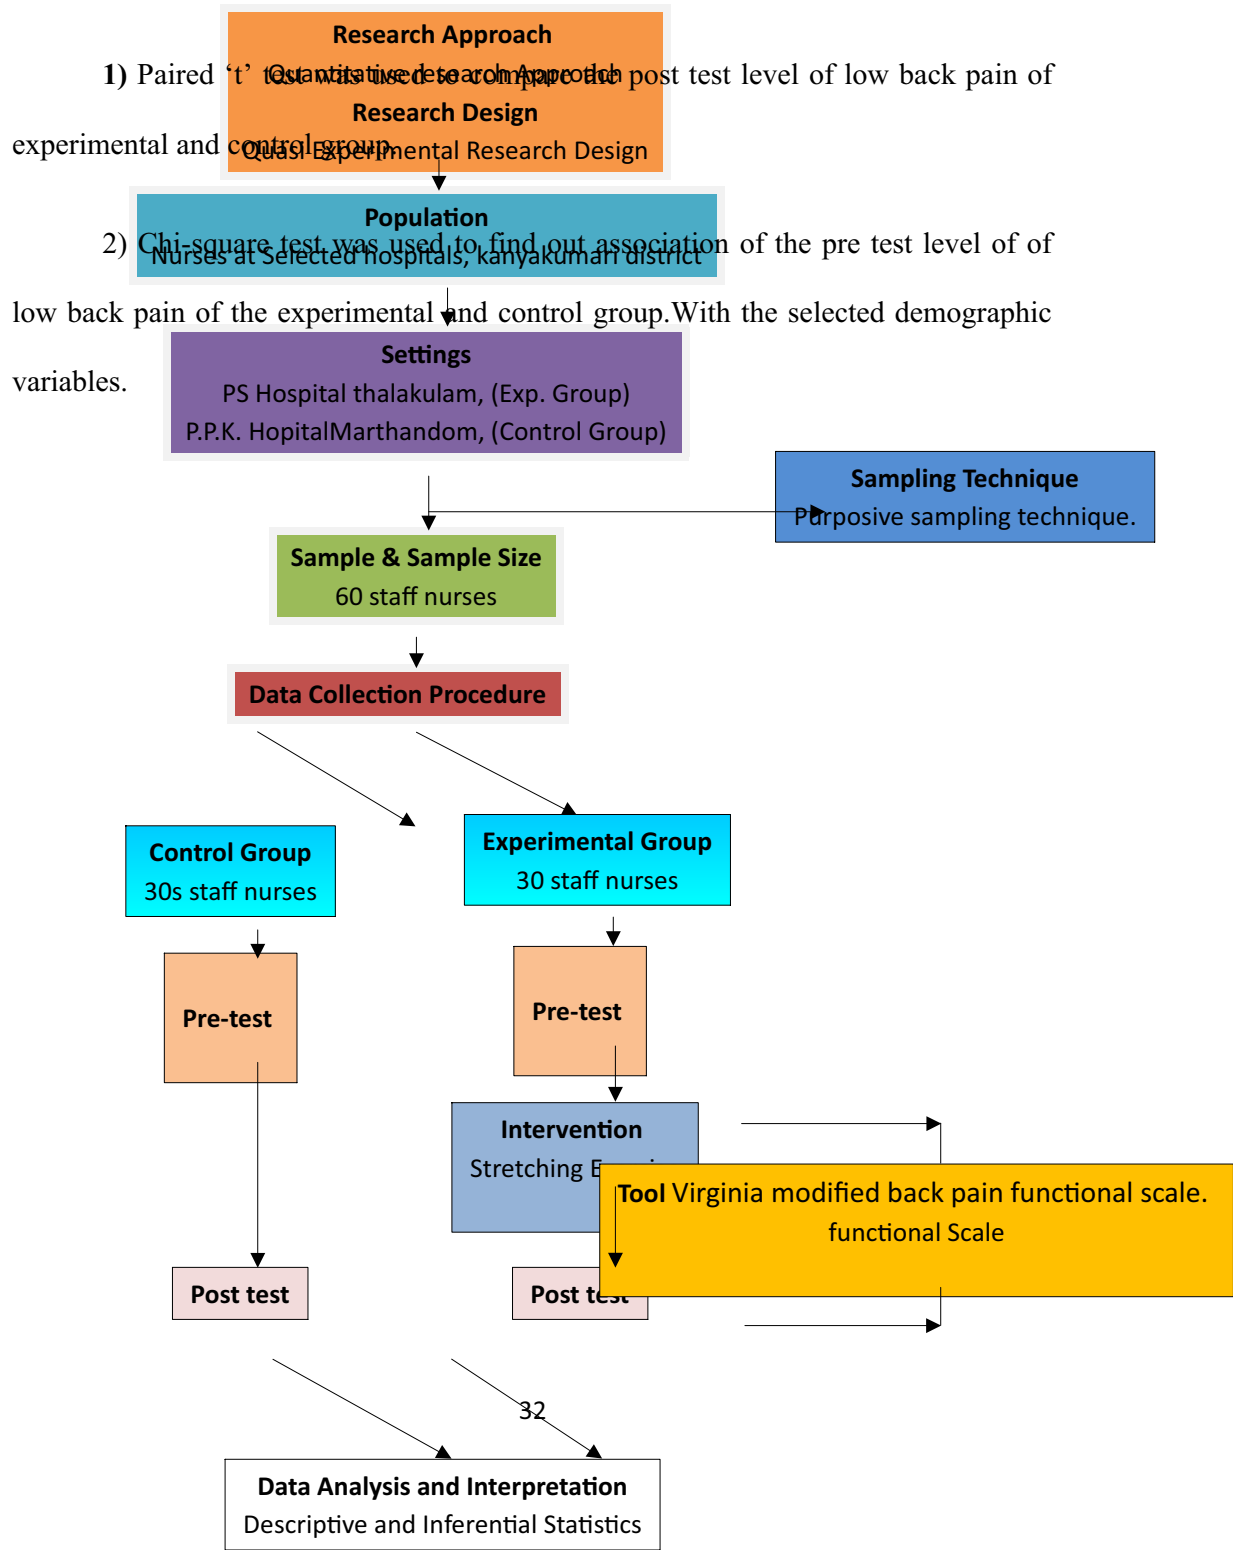 Research Approach
Quantitative research Approach
Research Design
Quasi Experimental Research Design
1) Paired ‘t’ test was used to compare the post test level of low back pain of
experimental and control group.
Population
Nurses at Selected hospitals, kanyakumari district
2) Chi-square test was used to find out association of the pre test level of of
low back pain of the experimental and control group.With the selected demographic
variables.
Settings
PS Hospital thalakulam, (Exp. Group)
P.P.K. HopitalMarthandom, (Control Group)
Sampling Technique
Purposive sampling technique.
Sample & Sample Size
60 staff nurses
Data Collection Procedure
Control Group
30s staff nurses
Experimental Group
30 staff nurses
Pre-test
Pre-test
Intervention
Stretching
Tool Virginia modified back pain functional scale.
functional Scale
Post test
Post test
32
Data Analysis and Interpretation
Descriptive and Inferential Statistics